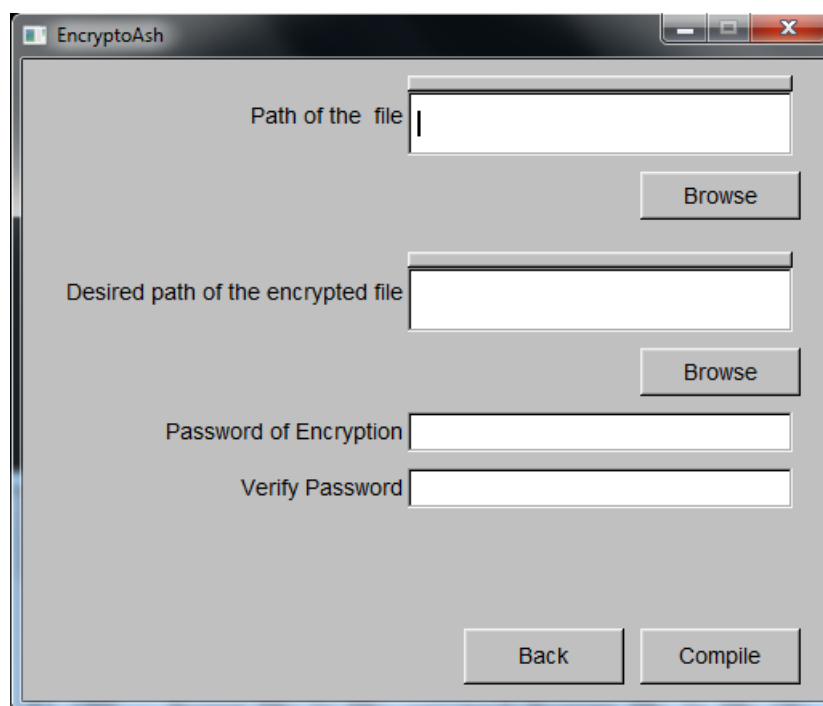 EncryptoAsh
Path of the  file
Browse
Desired path of the encrypted file
Browse
Password of Encryption
Verify Password
Back
Compile